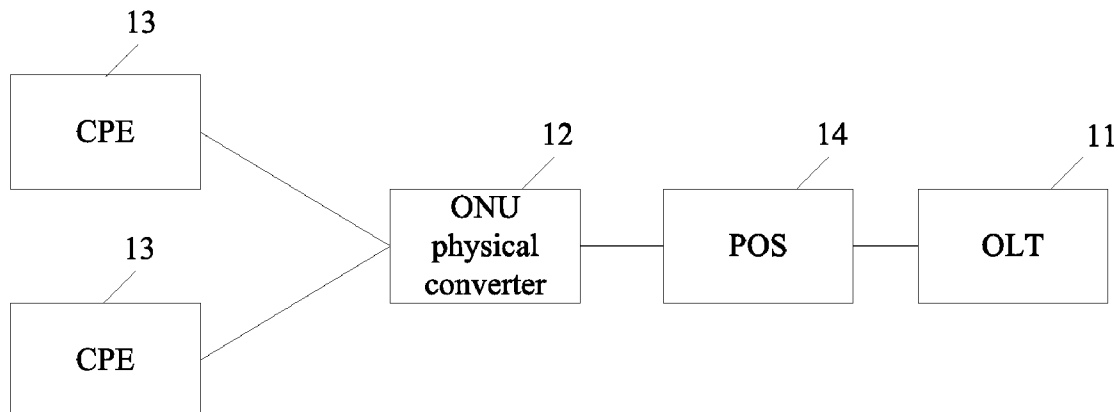 13
CPE
12
14
11
ONU
physical
converter
POS
OLT
13
CPE